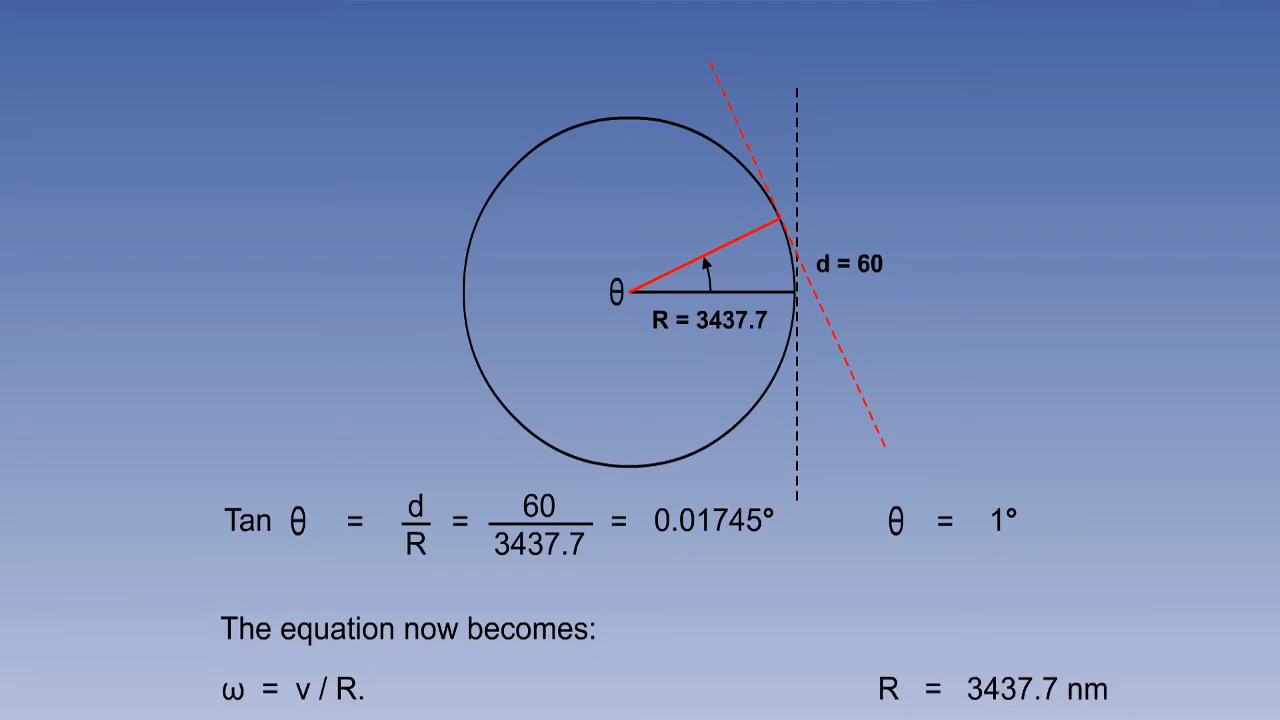 d = 60
θ
R = 3437.7
Tan θ = d/R = 60/3437.7 = 0.01745° θ = 1°
The equation now becomes:
ω = v / R. R = 3437.7 nm